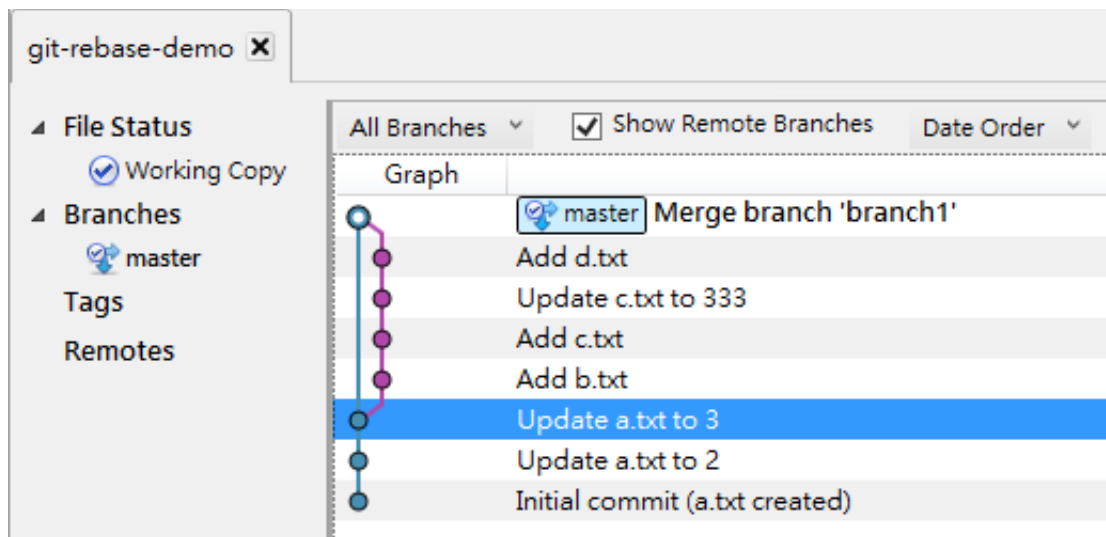 git-rebase-demo
File Status
Working Copy
Branches
master
Tags
Remotes
All Branches Show Remote Branches Date Order
Graph
master Merge branch 'branch1'
Add d.txt
Update c.txt to 333
Add c.txt
Add b.txt
Update a.txt to 3
Update a.txt to 2
Initial commit (a.txt created)